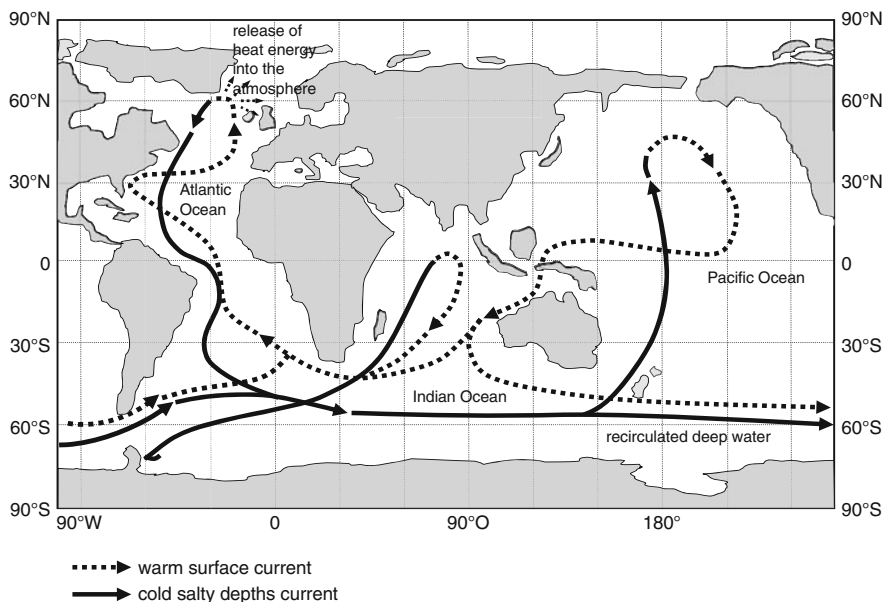 90°N
90°N
release of
heat energy
into the
atmosphere
60°N
60°N
30°N
30°N
Atlantic
Ocean
0
0
Pacific Ocean
30°S
30°S
Indian Ocean
60°S
60°S
recirculated deep water
90°S
90°S
90°W
0
90°O
180°
warm surface current
cold salty depths current